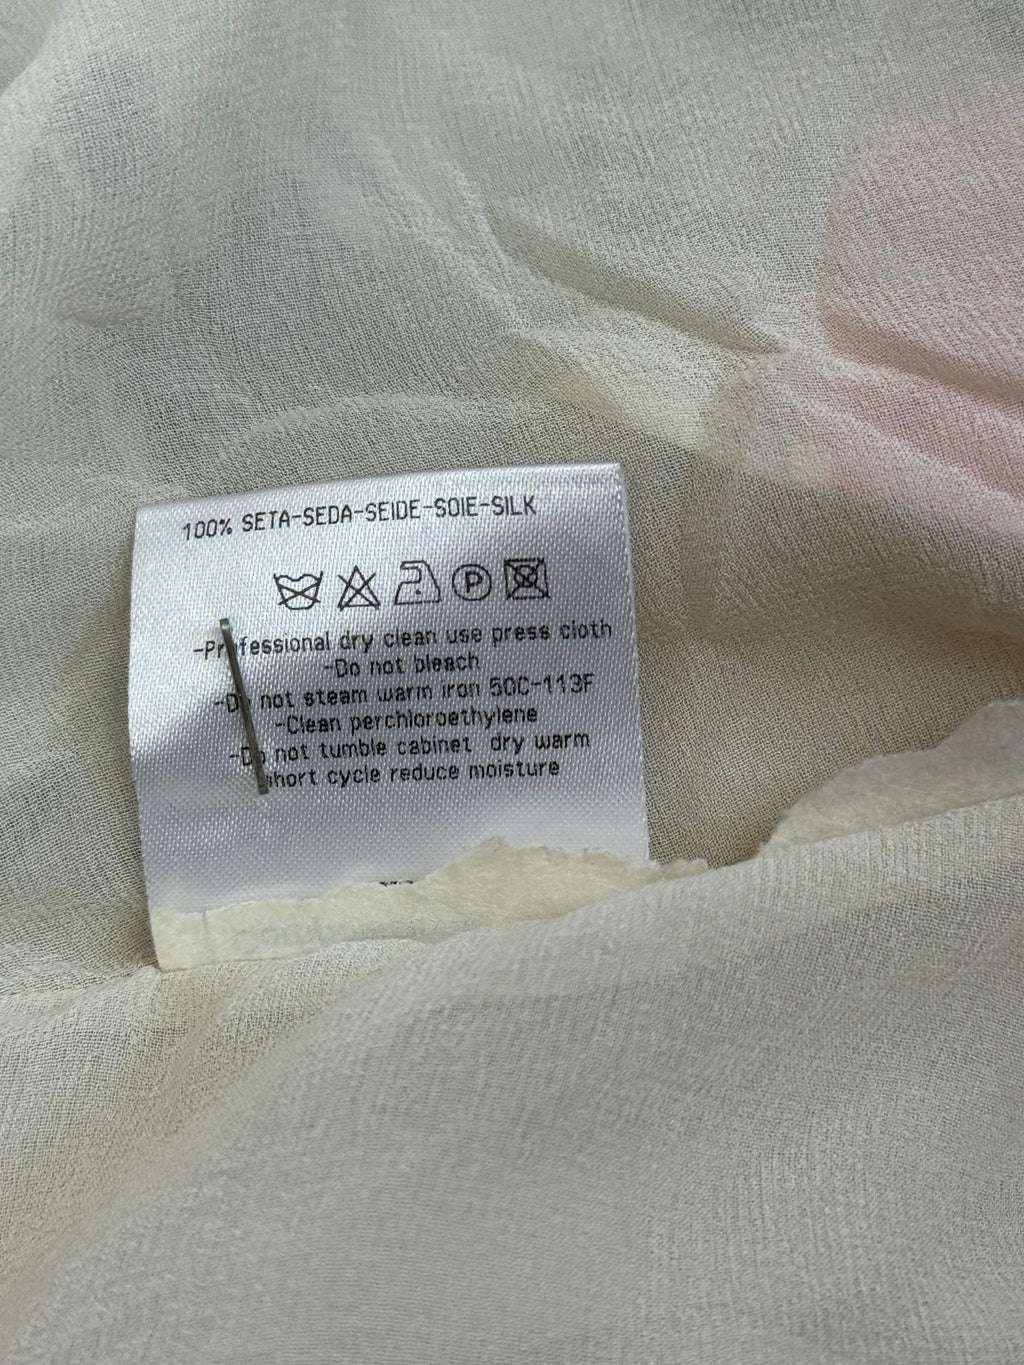 100% SETA-SEDA-SEIDE-SOIE-SILK
P
-Professional dry clean use press cloth
-Do not bleach
-Do not steam warm iron 50C-113F
-Clean perchloroethylene
-Do not tumble cabinet dry warm
short cycle reduce moisture